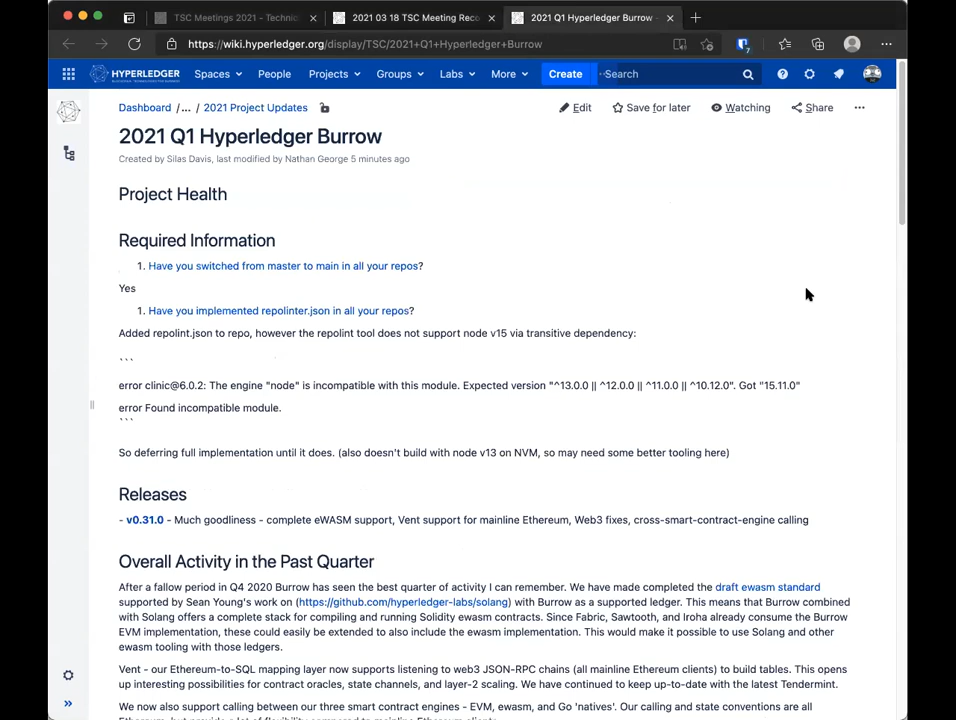 TSC Meetings 2021 - Technic
2021 03 18 TSC Meeting Reco
2021 Q1 Hyperledger Burrow -
https://wiki.hyperledger.org/display/TSC/2021+Q1+Hyperledger+Burrow
HYPERLEDGER Spaces People Projects Groups Labs More Create Search
Dashboard /... / 2021 Project Updates
Edit Save for later Watching Share
2021 Q1 Hyperledger Burrow
Created by Silas Davis, last modified by Nathan George 5 minutes ago
Project Health
Required Information
1. Have you switched from master to main in all your repos?
Yes
1. Have you implemented repolinter.json in all your repos?
Added repolint.json to repo, however the repolint tool does not support node v15 via transitive dependency:
```
error clinic@6.0.2: The engine "node" is incompatible with this module. Expected version "^13.0.0 || ^12.0.0 || ^11.0.0 || ^10.12.0". Got "15.11.0"
error Found incompatible module.
```
So deferring full implementation until it does. (also doesn't build with node v13 on NVM, so may need some better tooling here)
Releases
- v0.31.0 - Much goodliness - complete eWASM support, Vent support for mainline Ethereum, Web3 fixes, cross-smart-contract-engine calling
Overall Activity in the Past Quarter
After a fallow period in Q4 2020 Burrow has seen the best quarter of activity I can remember. We have made completed the draft ewasm standard
supported by Sean Young's work on (https://github.com/hyperledger-labs/solang) with Burrow as a supported ledger. This means that Burrow combined
with Solang offers a complete stack for compiling and running Solidity ewasm contracts. Since Fabric, Sawtooth, and Iroha already consume the Burrow
EVM implementation, these could easily be extended to also include the ewasm implementation. This would make it possible to use Solang and other
ewasm tooling with those ledgers.
Vent - our Ethereum-to-SQL mapping layer now supports listening to web3 JSON-RPC chains (all mainline Ethereum clients) to build tables. This opens
up interesting possibilities for contract oracles, state channels, and layer-2 scaling. We have continued to keep up-to-date with the latest Tendermint.
We now also support calling between our three smart contract engines - EVM, ewasm, and Go 'natives'. Our calling and state conventions are all